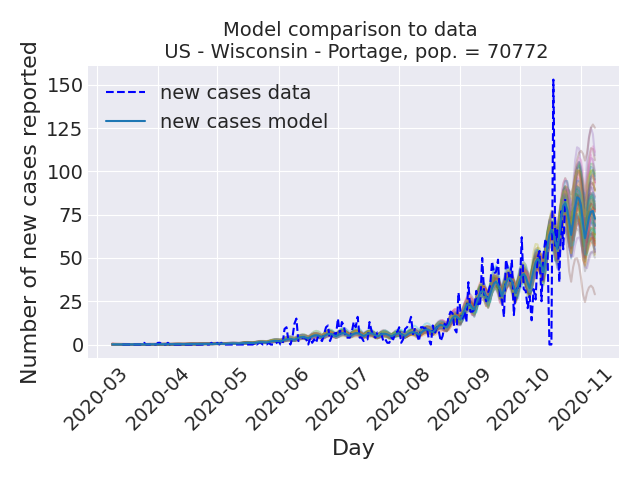 Model comparison to data
US - Wisconsin - Portage, pop. = 70772
Number of new cases reported
150
125
100
75
50
25
0
new cases data
new cases model
2020-03
2020-04
2020-05
2020-06
2020-07
2020-08
2020-09
2020-10
2020-11
Day